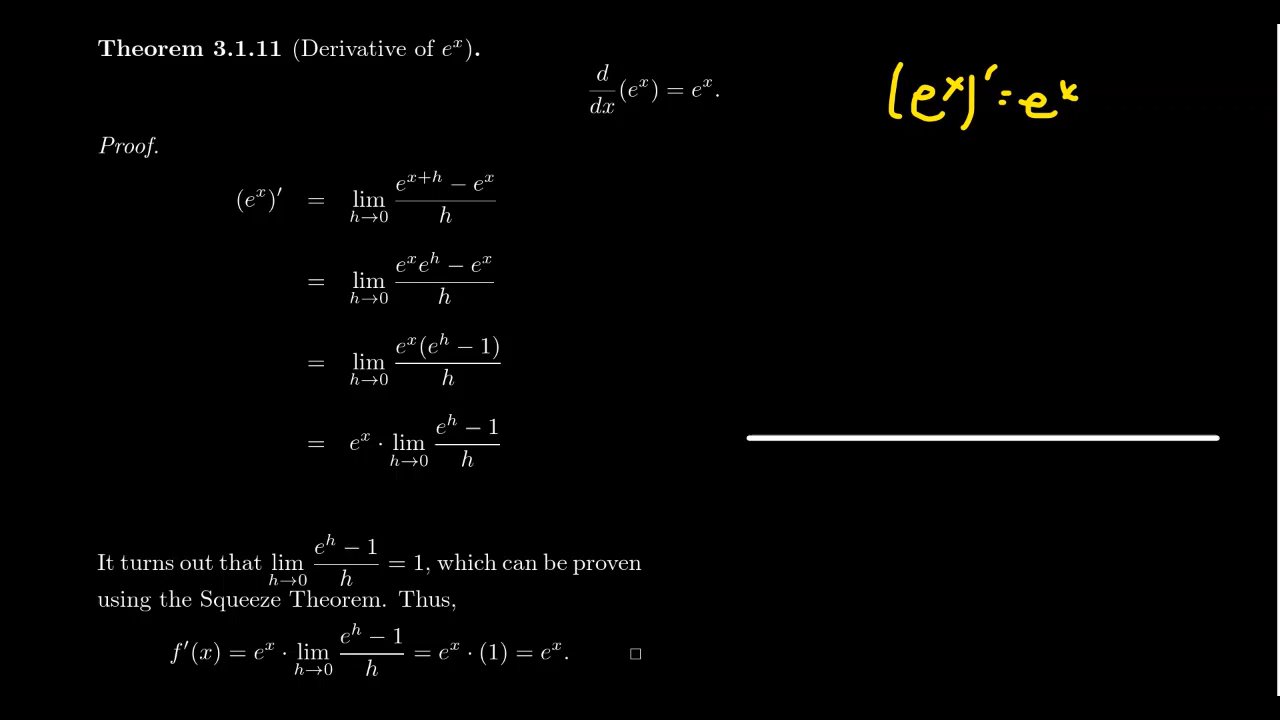 Theorem 3.1.11 (Derivative of e^x).
d/dx (e^x) = e^x.
(e^x)' = e^x
Proof.
(e^x)' = lim_{h→0} (e^{x+h} − e^x)/h
= lim_{h→0} (e^x e^h − e^x)/h
= lim_{h→0} e^x(e^h − 1)/h
= e^x · lim_{h→0} (e^h − 1)/h
It turns out that lim_{h→0} (e^h − 1)/h = 1, which can be proven
using the Squeeze Theorem. Thus,
f'(x) = e^x · lim_{h→0} (e^h − 1)/h = e^x · (1) = e^x. □